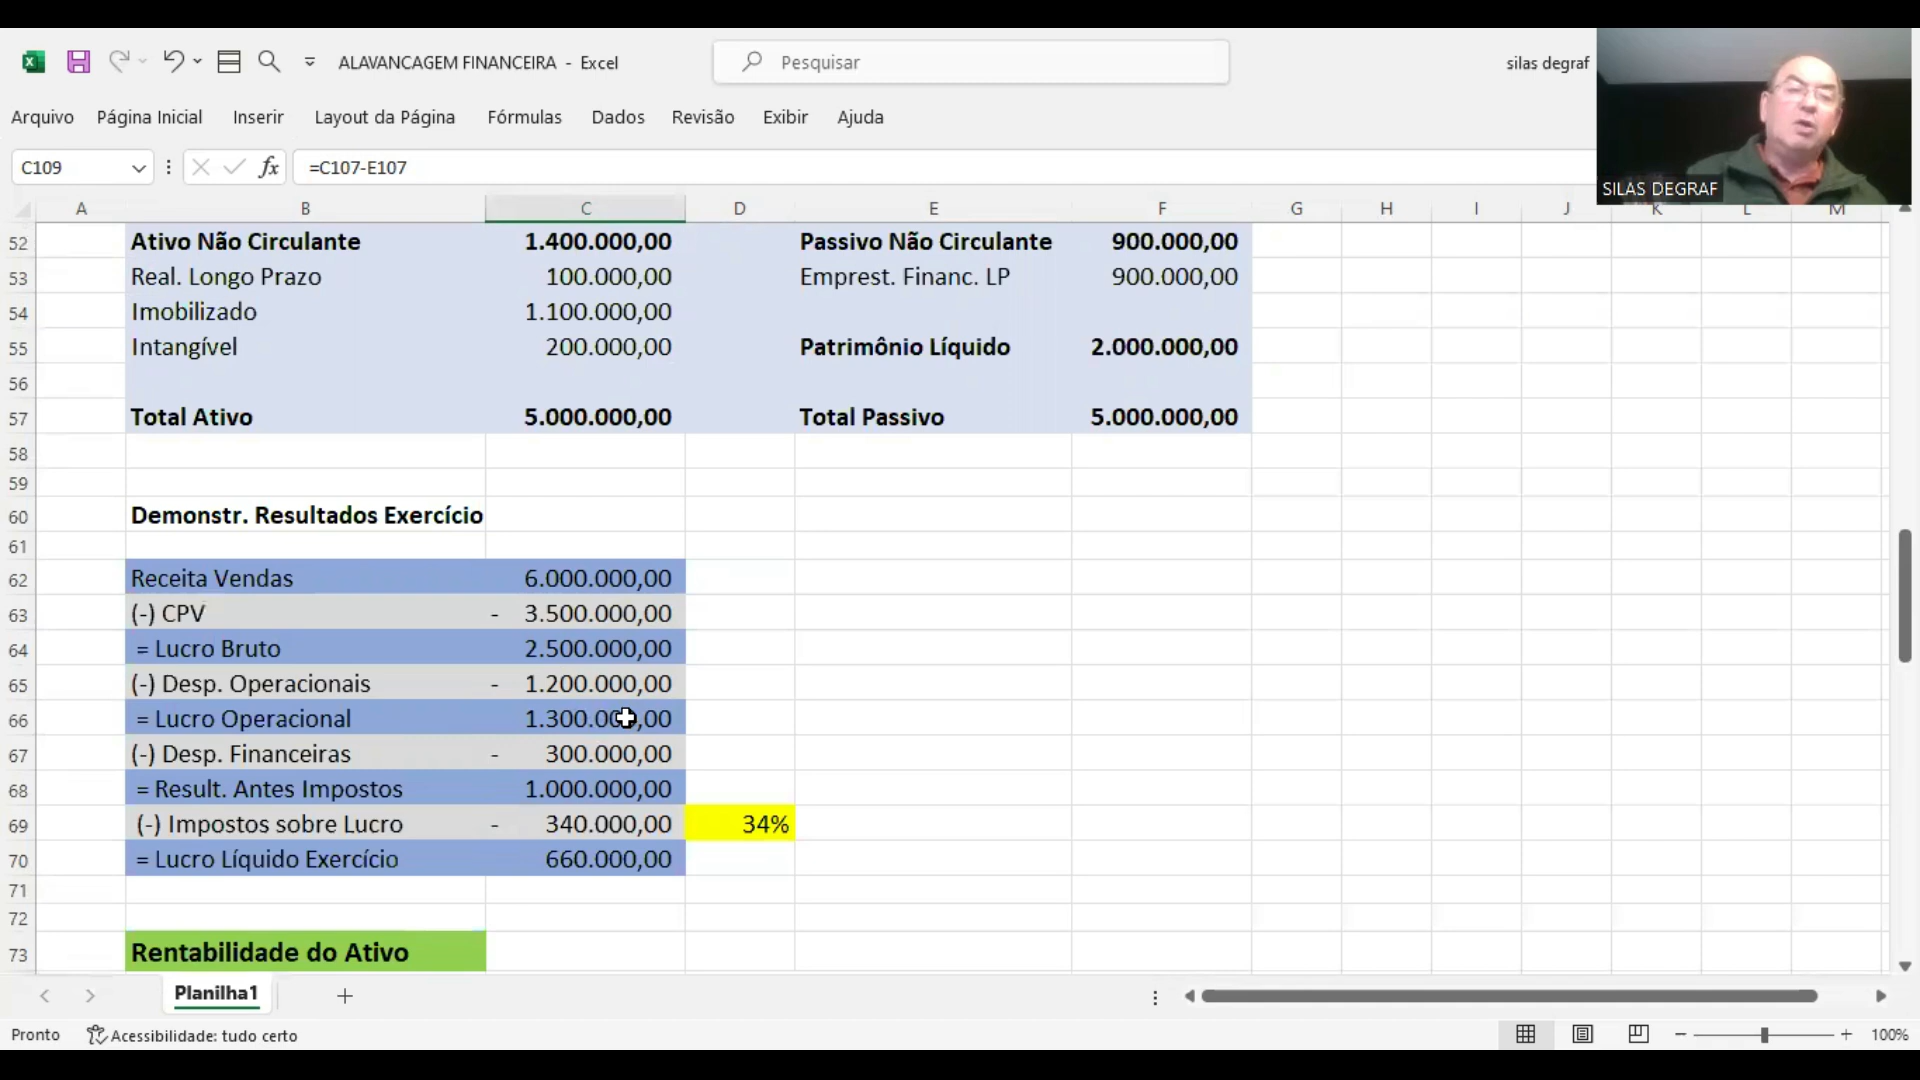 ALAVANCAGEM FINANCEIRA - Excel
Pesquisar
silas degraf
Arquivo Página Inicial Inserir Layout da Página Fórmulas Dados Revisão Exibir Ajuda
C109 fx =C107-E107
SILAS DEGRAF
A B C D E F G H I J K L M
52 Ativo Não Circulante 1.400.000,00 Passivo Não Circulante 900.000,00
53 Real. Longo Prazo 100.000,00 Emprest. Financ. LP 900.000,00
54 Imobilizado 1.100.000,00
55 Intangível 200.000,00 Patrimônio Líquido 2.000.000,00
56
57 Total Ativo 5.000.000,00 Total Passivo 5.000.000,00
58
59
60 Demonstr. Resultados Exercício
61
62 Receita Vendas 6.000.000,00
63 (-) CPV - 3.500.000,00
64 = Lucro Bruto 2.500.000,00
65 (-) Desp. Operacionais - 1.200.000,00
66 = Lucro Operacional 1.300.000,00
67 (-) Desp. Financeiras - 300.000,00
68 = Result. Antes Impostos 1.000.000,00
69 (-) Impostos sobre Lucro - 340.000,00 34%
70 = Lucro Líquido Exercício 660.000,00
71
72
73 Rentabilidade do Ativo
Planilha1
Pronto Acessibilidade: tudo certo 100%